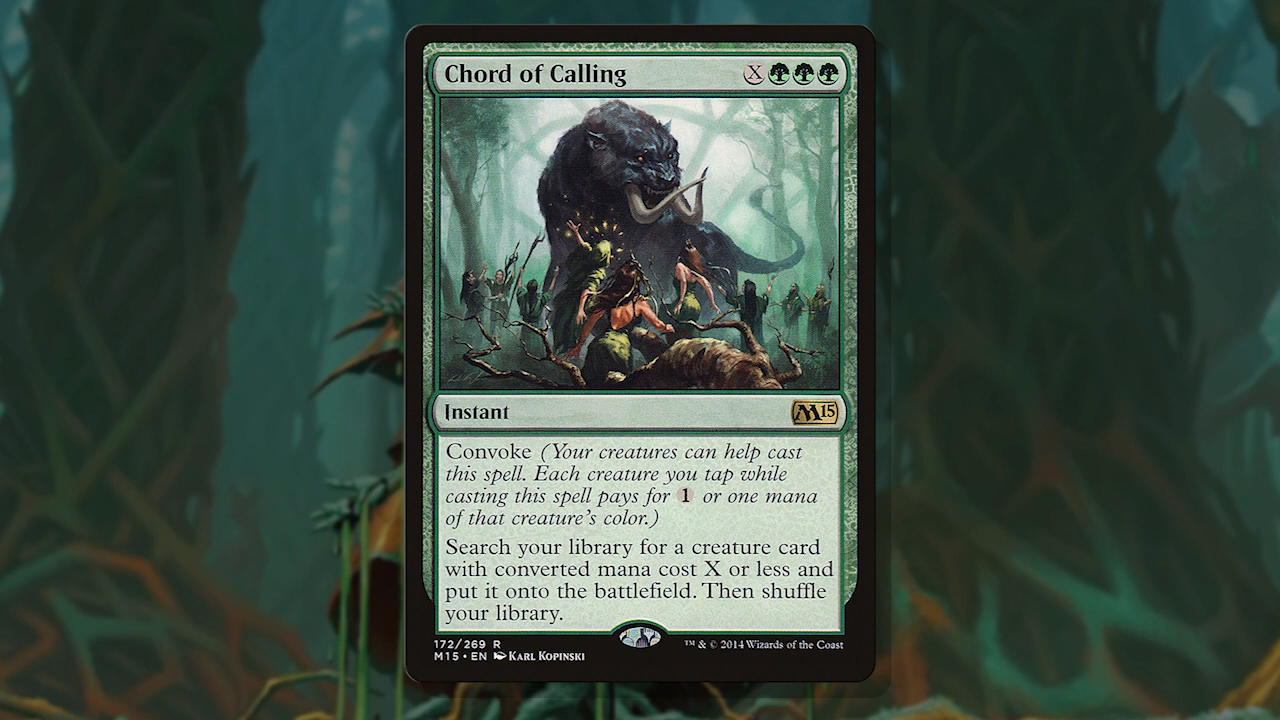 Chord of Calling X
Instant M15
Convoke (Your creatures can help cast
this spell. Each creature you tap while
casting this spell pays for 1 or one mana
of that creature's color.)
Search your library for a creature card
with converted mana cost X or less and
put it onto the battlefield. Then shuffle
your library.
172/269 R
M15 • EN KARL KOPINSKI
™ & © 2014 Wizards of the Coast